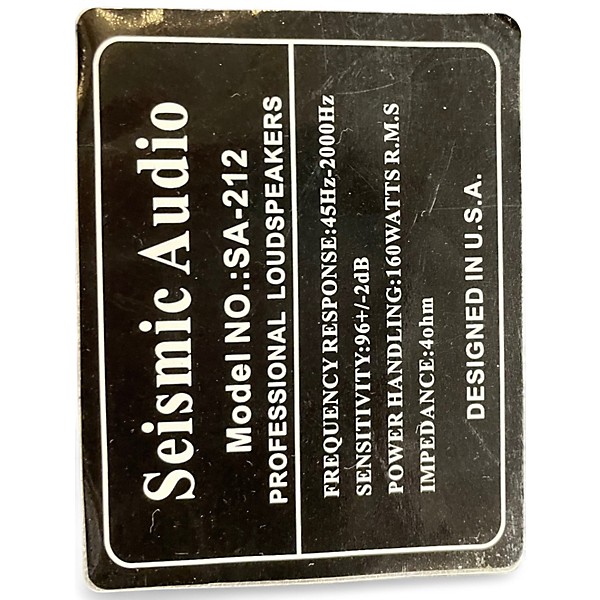 Seismic Audio
Model NO.:SA-212
PROFESSIONAL LOUDSPEAKERS
FREQUENCY RESPONSE:45Hz-2000Hz
SENSITIVITY:96+/-2dB
POWER HANDLING:160WATTS R.M.S
IMPEDANCE:4ohm
DESIGNED IN U.S.A.